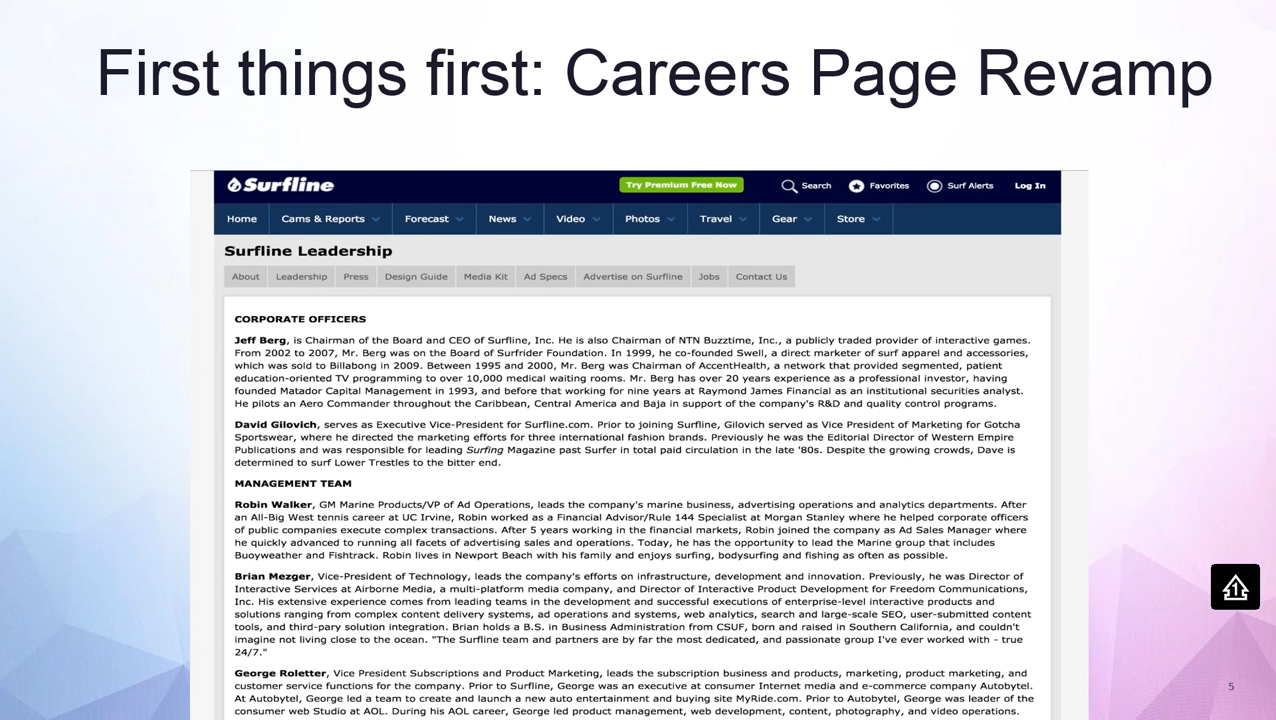 First things first: Careers Page Revamp
Surfline
Try Premium Free Now
Search
Favorites
Surf Alerts
Log In
Home
Cams & Reports
Forecast
News
Video
Photos
Travel
Gear
Store
Surfline Leadership
About
Leadership
Press
Design Guide
Media Kit
Ad Specs
Advertise on Surfline
Jobs
Contact Us
CORPORATE OFFICERS
Jeff Berg, is Chairman of the Board and CEO of Surfline, Inc. He is also Chairman of NTN Buzztime, Inc., a publicly traded provider of interactive games.
From 2002 to 2007, Mr. Berg was on the Board of Surfrider Foundation. In 1999, he co-founded Swell, a direct marketer of surf apparel and accessories,
which was sold to Billabong in 2009. Between 1995 and 2000, Mr. Berg was Chairman of AccentHealth, a network that provided segmented, patient
education-oriented TV programming to over 10,000 medical waiting rooms. Mr. Berg has over 20 years experience as a professional investor, having
founded Matador Capital Management in 1993, and before that working for nine years at Raymond James Financial as an institutional securities analyst.
He pilots an Aero Commander throughout the Caribbean, Central America and Baja in support of the company's R&D and quality control programs.
David Gilovich, serves as Executive Vice-President for Surfline.com. Prior to joining Surfline, Gilovich served as Vice President of Marketing for Gotcha
Sportswear, where he directed the marketing efforts for three international fashion brands. Previously he was the Editorial Director of Western Empire
Publications and was responsible for leading Surfing Magazine past Surfer in total paid circulation in the late '80s. Despite the growing crowds, Dave is
determined to surf Lower Trestles to the bitter end.
MANAGEMENT TEAM
Robin Walker, GM Marine Products/VP of Ad Operations, leads the company's marine business, advertising operations and analytics departments. After
an All-Big West tennis career at UC Irvine, Robin worked as a Financial Advisor/Rule 144 Specialist at Morgan Stanley where he helped corporate officers
of public companies execute complex transactions. After 5 years working in the financial markets, Robin joined the company as Ad Sales Manager where
he quickly advanced to running all facets of advertising sales and operations. Today, he has the opportunity to lead the Marine group that includes
Buoyweather and Fishtrack. Robin lives in Newport Beach with his family and enjoys surfing, bodysurfing and fishing as often as possible.
Brian Mezger, Vice-President of Technology, leads the company's efforts on infrastructure, development and innovation. Previously, he was Director of
Interactive Services at Airborne Media, a multi-platform media company, and Director of Interactive Product Development for Freedom Communications,
Inc. His extensive experience comes from leading teams in the development and successful executions of enterprise-level interactive products and
solutions ranging from complex content delivery systems, ad operations and systems, web analytics, search and large-scale SEO, user-submitted content
tools, and third-pary solution integration. Brian holds a B.S. in Business Administration from CSUF, born and raised in Southern California, and couldn't
imagine not living close to the ocean. "The Surfline team and partners are by far the most dedicated, and passionate group I've ever worked with - true
24/7."
George Roletter, Vice President Subscriptions and Product Marketing, leads the subscription business and products, marketing, product marketing, and
customer service functions for the company. Prior to Surfline, George was an executive at consumer Internet media and e-commerce company Autobytel.
At Autobytel, George led a team to create and launch a new auto entertainment and buying site MyRide.com. Prior to Autobytel, George was leader of the
consumer web Studio at AOL. During his AOL career, George led product management, web development, content, photography, and video operations.
1
5